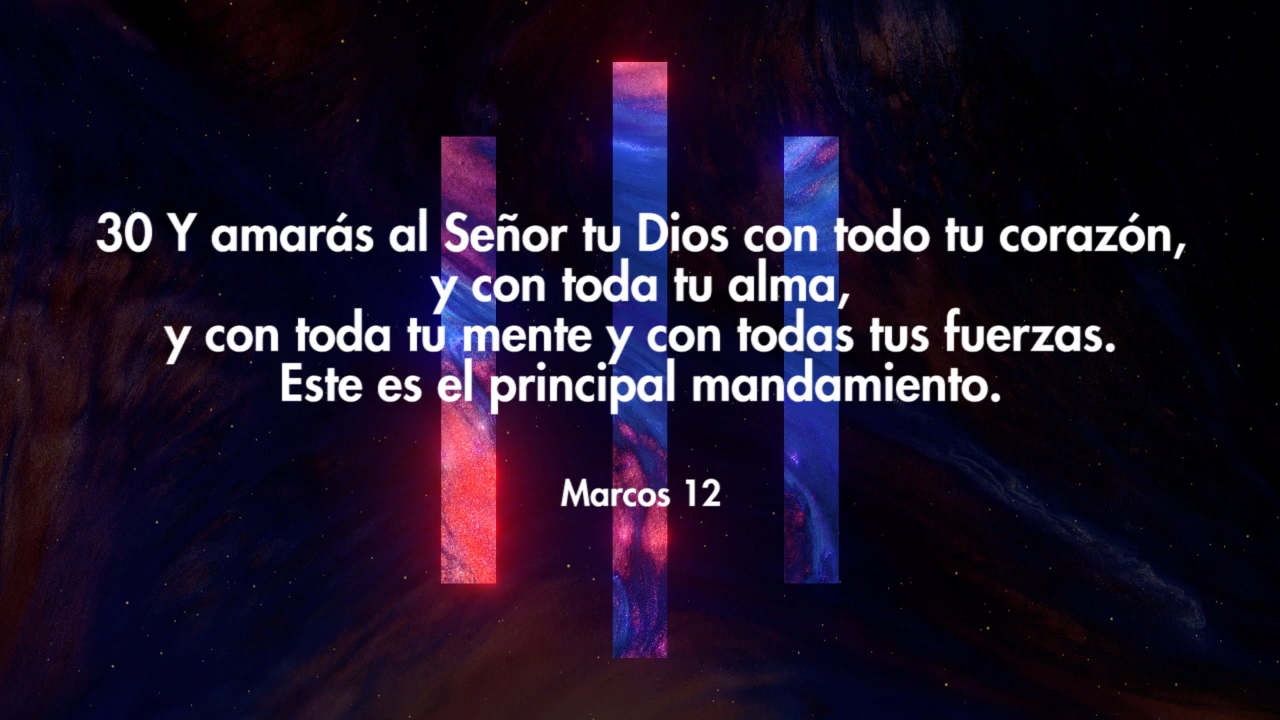 30 Y amarás al Señor tu Dios con todo tu corazón,
y con toda tu alma,
y con toda tu mente y con todas tus fuerzas.
Este es el principal mandamiento.
Marcos 12